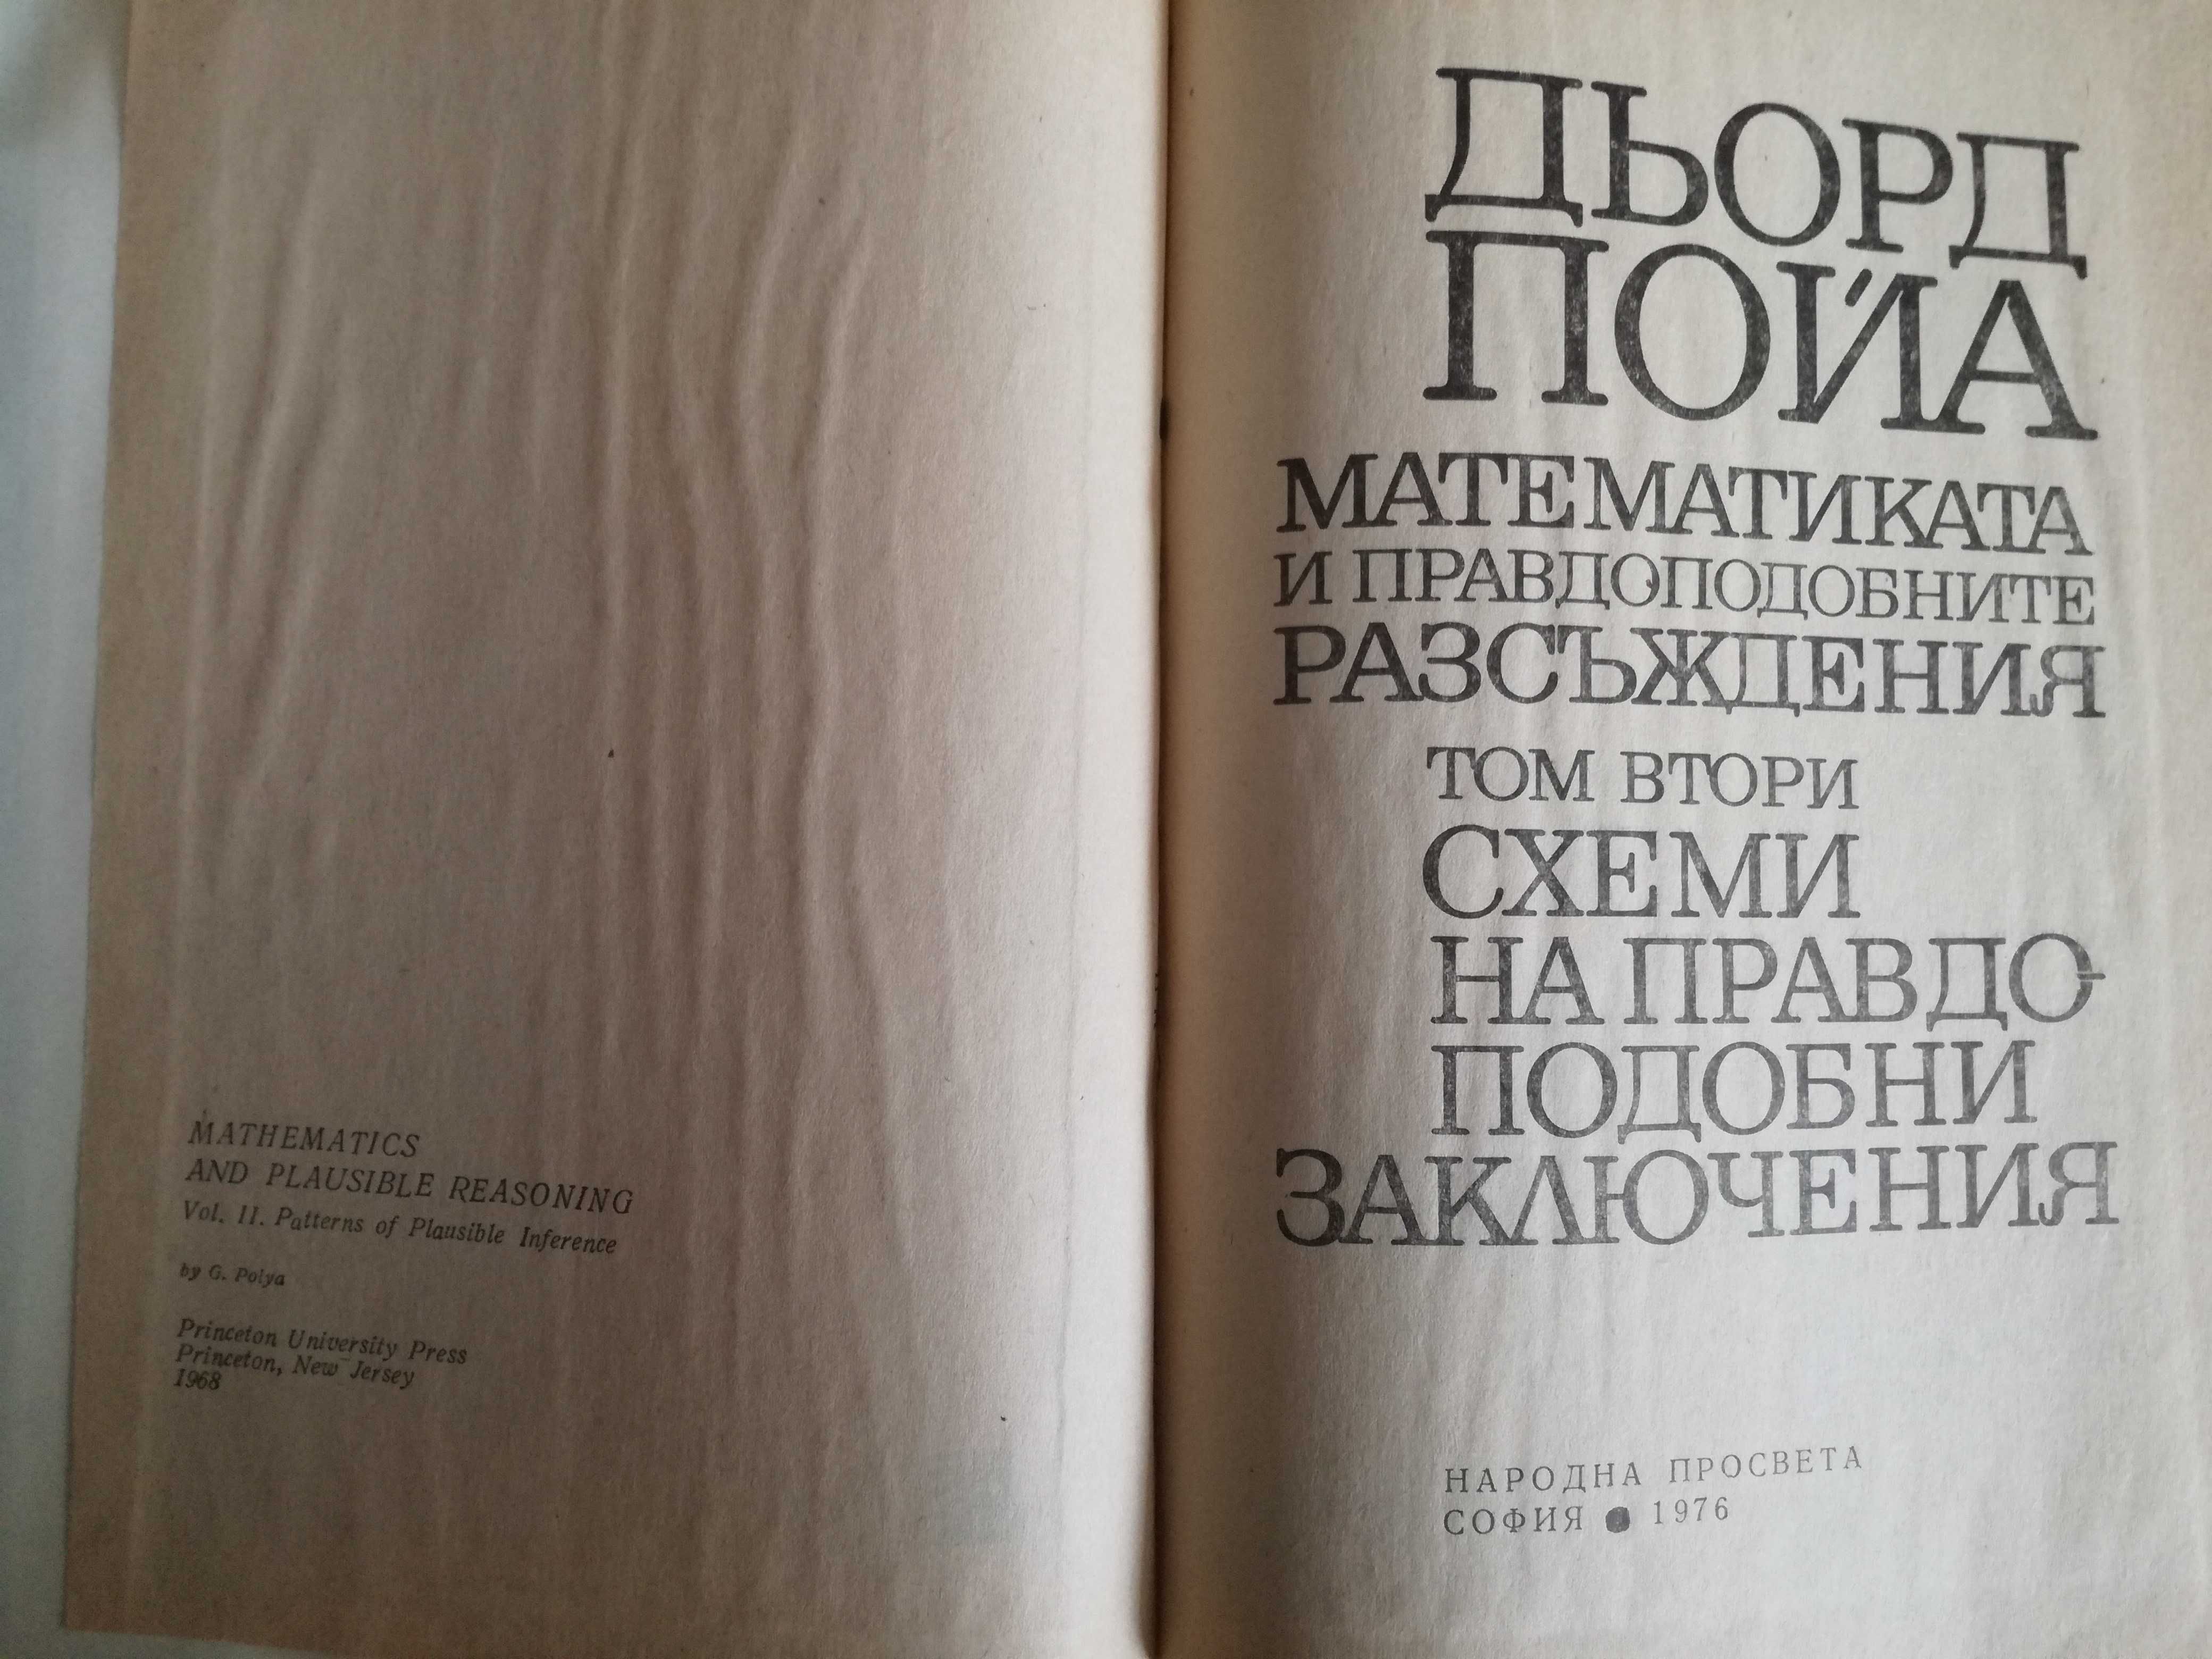 MATHEMATICS
AND PLAUSIBLE REASONING
Vol. II. Patterns of Plausible Inference
by G. Polya
Princeton University Press
Princeton, New Jersey
1968
ДЬОРД
ПОЙА
МАТЕМАТИКАТА
И ПРАВДОПОДОБНИТЕ
РАЗСЪЖДЕНИЯ
ТОМ ВТОРИ
СХЕМИ
НА ПРАВДО-
ПОДОБНИ
ЗАКЛЮЧЕНИЯ
НАРОДНА ПРОСВЕТА
СОФИЯ ● 1976